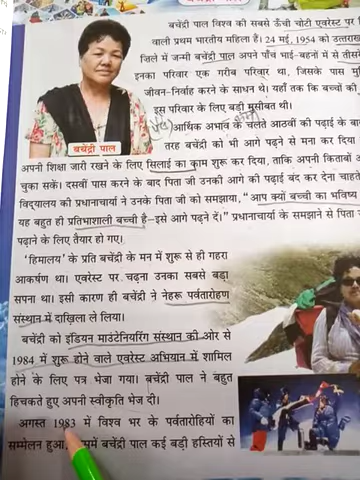 बचेंद्री पाल विश्व की सबसे ऊँची चोटी एवरेस्ट पर
वाली प्रथम भारतीय महिला हैं। 24 मई, 1954 को उत्तराख
ज़िले में जन्मी बचेंद्री पाल अपने पाँच भाई-बहनों में से तीस
इनका परिवार एक गरीब परिवार था, जिसके पास मु
जीवन-निर्वाह करने के साधन थे। यहाँ तक कि बच्चों की
इस परिवार के लिए बड़ी मुसीबत थी।
आर्थिक अभाव के चलते आठवीं की पढ़ाई के बाद
तरह बचेंद्री को भी आगे पढ़ने से मना कर दिया
बचेंद्री पाल
अपनी शिक्षा जारी रखने के लिए सिलाई का काम शुरू कर दिया, ताकि अपनी किताबों अ
चुका सकें। दसवीं पास करने के बाद पिता जी उनकी आगे की पढ़ाई बंद कर देना चाहते
विद्यालय की प्रधानाचार्या ने उनके पिता जी को समझाया, “आप क्यों बच्ची का भविष्य
यह बहुत ही प्रतिभाशाली बच्ची है–इसे आगे पढ़ने दें।” प्रधानाचार्या के समझाने से पिता
पढ़ाने के लिए तैयार हो गए।
‘हिमालय’ के प्रति बचेंद्री के मन में शुरू से ही गहरा
आकर्षण था। एवरेस्ट पर चढ़ना उनका सबसे बड़ा
सपना था। इसी कारण ही बचेंद्री ने नेहरू पर्वतारोहण
संस्थान में दाखिला ले लिया।
बचेंद्री को इंडियन माउंटेनियरिंग संस्थान की ओर से
1984 में शुरू होने वाले एवरेस्ट अभियान में शामिल
होने के लिए पत्र भेजा गया। बचेंद्री पाल ने बहुत
हिचकते हुए अपनी स्वीकृति भेज दी।
अगस्त 1983 में विश्व भर के पर्वतारोहियों का
सम्मेलन हुआ, में बचेंद्री पाल कई बड़ी हस्तियों से